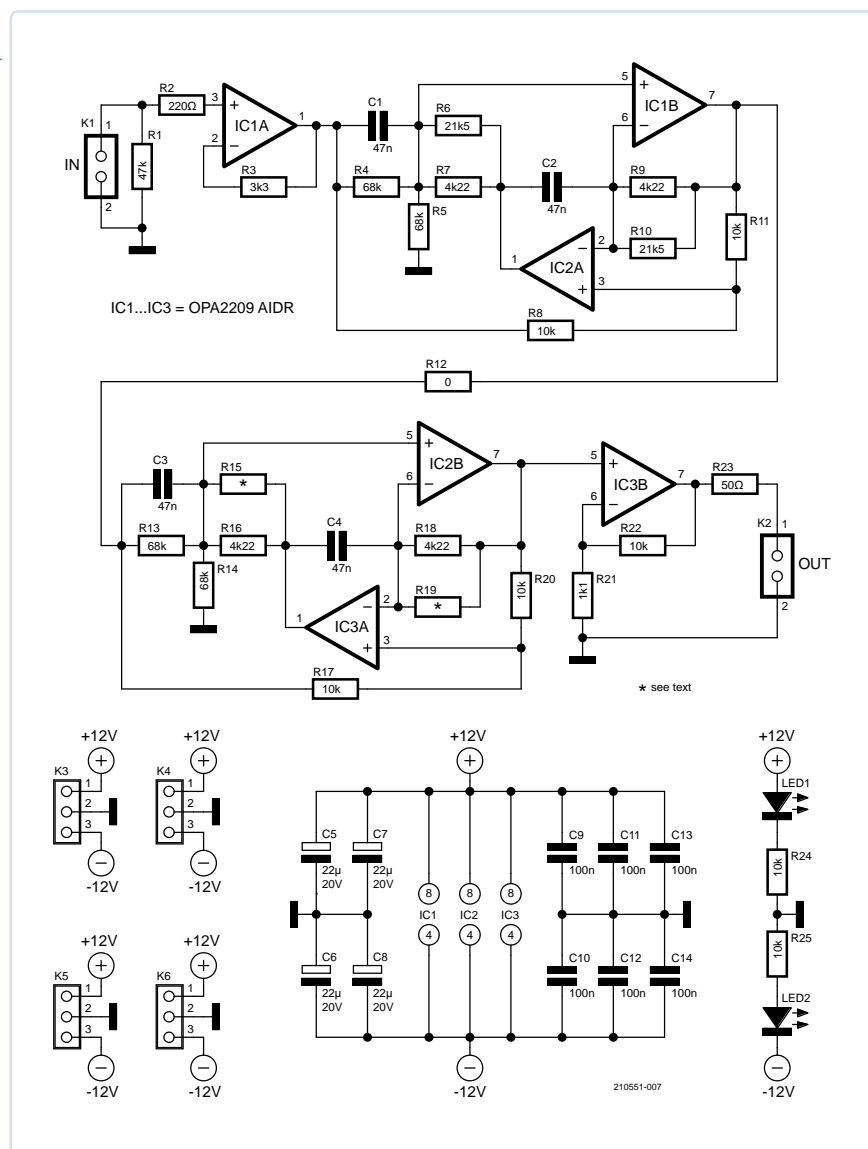 R2
220Ω
K1
1
2
IN
R1
47k
3
+
2
−
1
IC1A
R3
3k3
C1
47n
R6
21k5
R4
68k
R7
4k22
R5
68k
C2
47n
5
+
6
−
7
IC1B
R9
4k22
R10
21k5
R11
10k
2
−
3
+
1
IC2A
R8
10k
IC1...IC3 = OPA2209 AIDR
R12
0
C3
47n
R15
*
R13
68k
R16
4k22
R14
68k
C4
47n
5
+
6
−
7
IC2B
R18
4k22
R19
*
R20
10k
2
−
3
+
1
IC3A
R17
10k
5
+
6
−
7
IC3B
R22
10k
R21
1k1
R23
50Ω
K2
1
2
OUT
* see text
+12V
+
K3
1
2
3
−
-12V
+12V
+
K4
1
2
3
−
-12V
+12V
+
K5
1
2
3
−
-12V
+12V
+
K6
1
2
3
−
-12V
+12V
+
C5
22µ
20V
C7
22µ
20V
C6
22µ
20V
C8
22µ
20V
8
IC1
4
8
IC2
4
8
IC3
4
C9
100n
C11
100n
C13
100n
C10
100n
C12
100n
C14
100n
−
-12V
210551-007
+12V
+
LED1
R24
10k
R25
10k
LED2
−
-12V